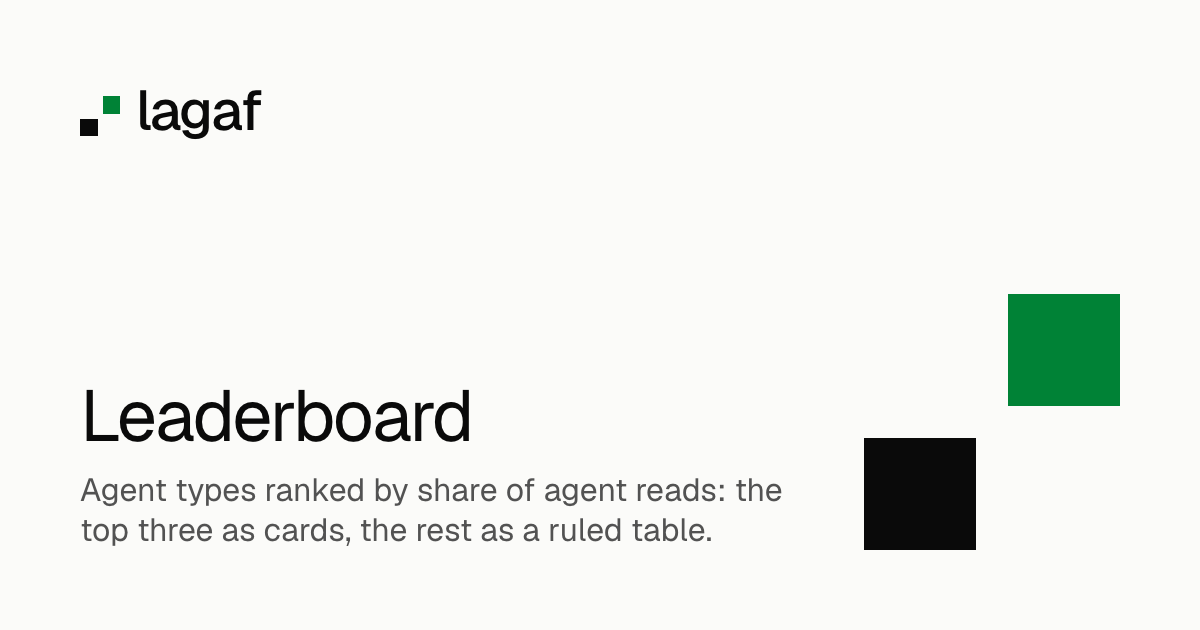 lagaf
Leaderboard
Agent types ranked by share of agent reads: the
top three as cards, the rest as a ruled table.